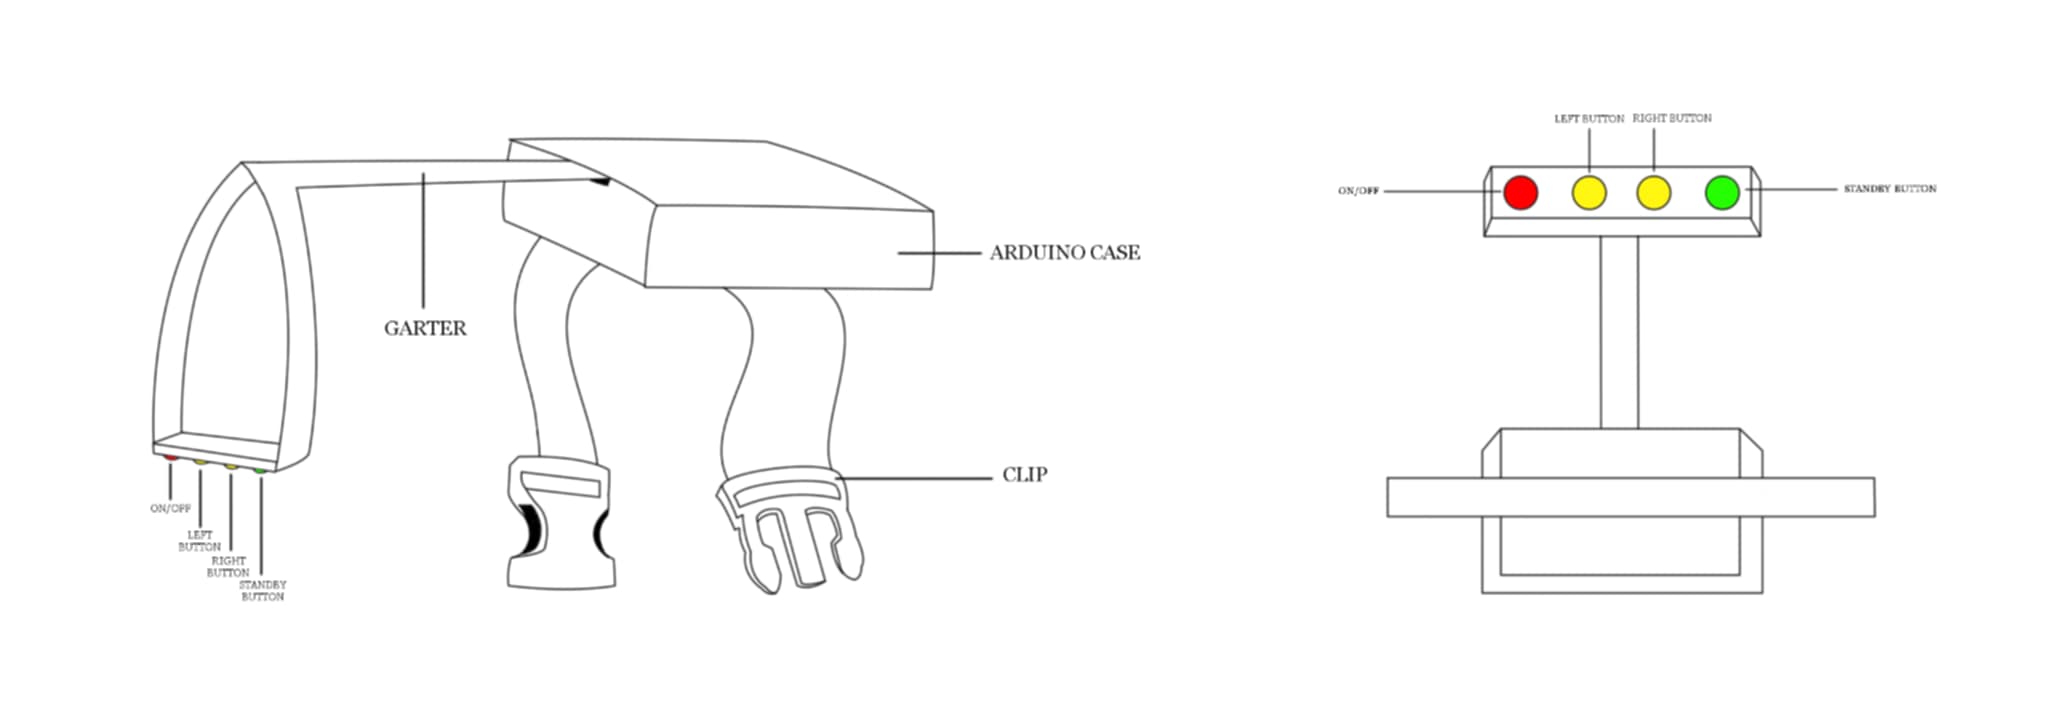 GARTER
ARDUINO CASE
CLIP
ON/OFF
LEFT
BUTTON
RIGHT
BUTTON
STANDBY
BUTTON
LEFT BUTTON RIGHT BUTTON
ON/OFF
STANDBY BUTTON